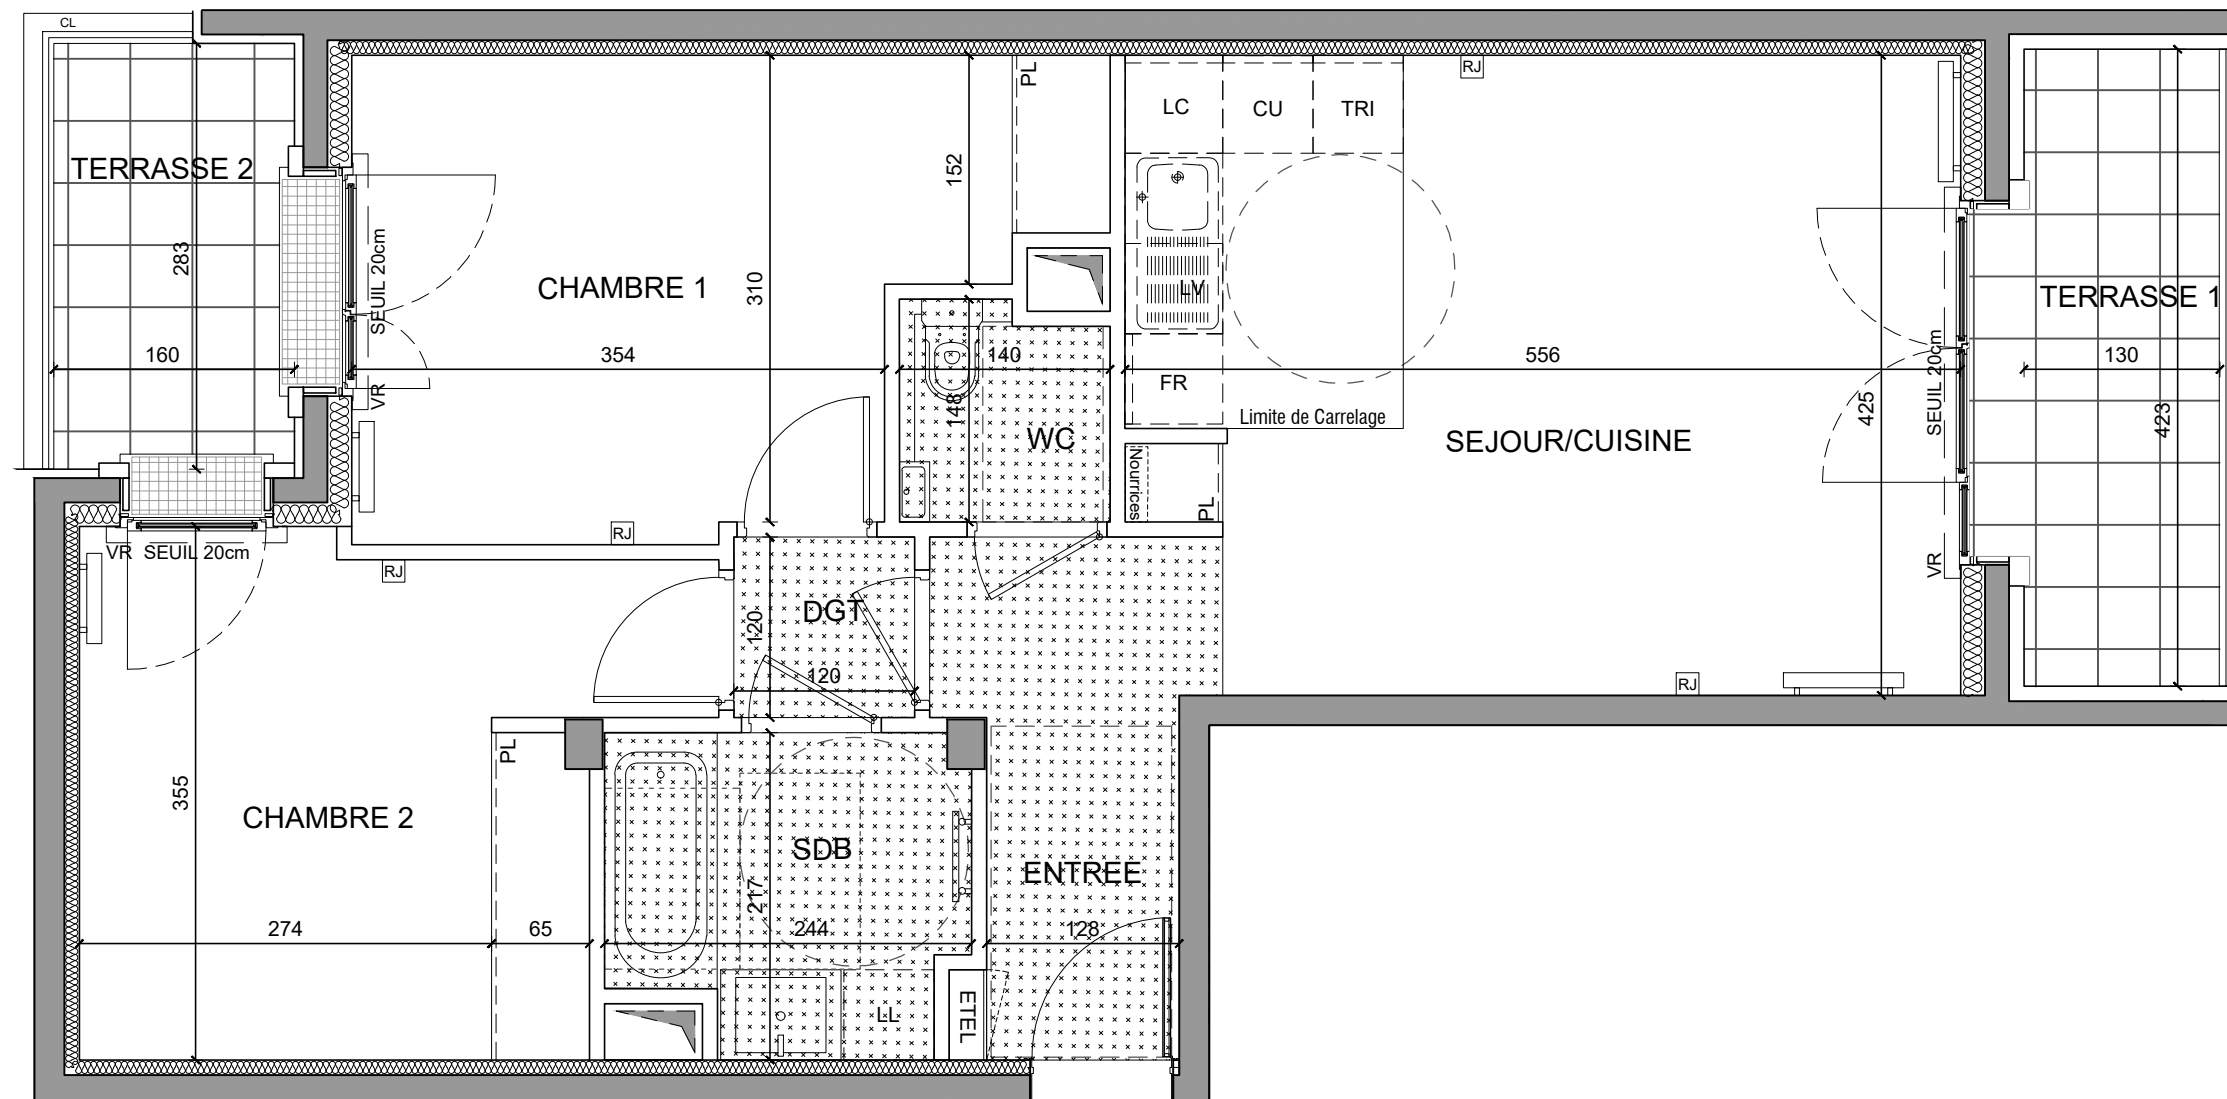 CL
TERRASSE 2
283
160
SEUIL 20cm
VR
CHAMBRE 1
310
354
152
PL
LC
CU
TRI
RJ
LV
FR
Limite de Carrelage
140
148
WC
Nourrices
PL
SEJOUR/CUISINE
556
425
SEUIL 20cm
VR
TERRASSE 1
130
423
VR SEUIL 20cm
RJ
RJ
DGT
120
120
RJ
355
CHAMBRE 2
274
PL
65
SDB
217
244
LL
ETEL
ENTREE
128